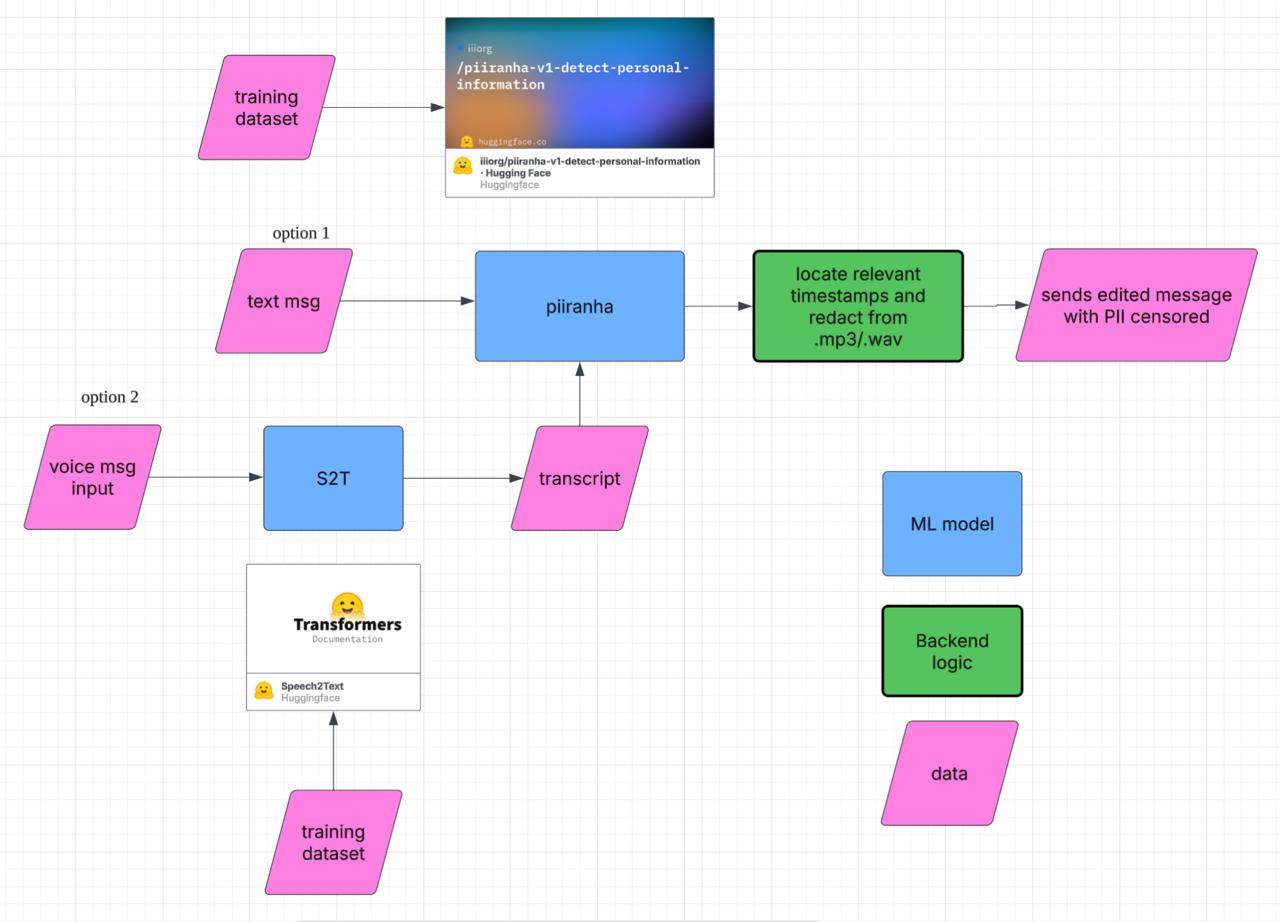 iiiorg
/piiranha-v1-detect-personal-
information
huggingface.co
iiiorg/piiranha-v1-detect-personal-information
· Hugging Face
Huggingface
training
dataset
option 1
text msg
piiranha
locate relevant
timestamps and
redact from
.mp3/.wav
sends edited message
with PII censored
option 2
voice msg
input
S2T
transcript
ML model
Transformers
Documentation
Speech2Text
Huggingface
Backend
logic
data
training
dataset